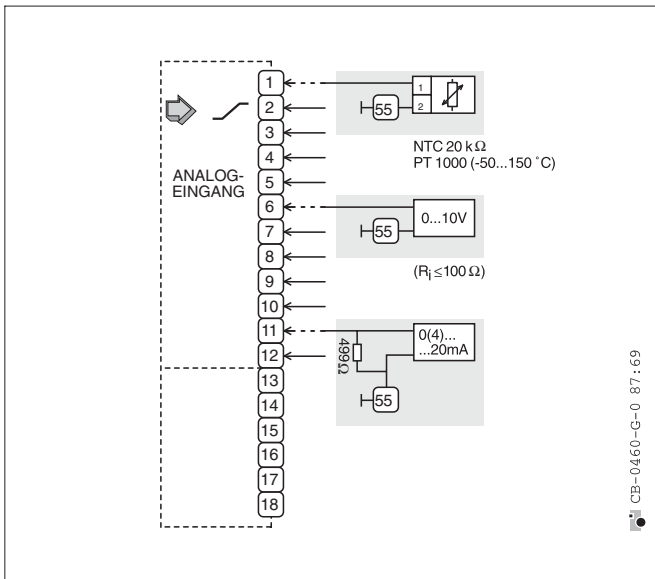 1
2
3
4
5
6
7
8
9
10
11
12
13
14
15
16
17
18
ANALOG-
EINGANG
1
2
55
NTC 20 kΩ
PT 1000 (-50...150 °C)
0...10V
55
(Ri ≤100 Ω)
0(4)...
...20mA
499Ω
55
CB-0460-G-0 87:69